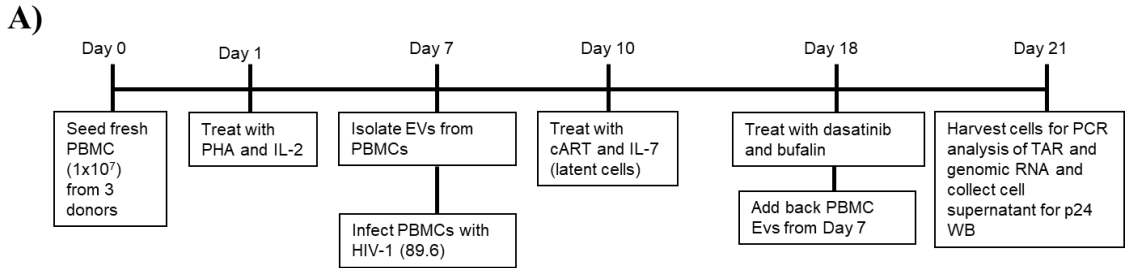 A)
Day 0
Day 1
Day 7
Day 10
Day 18
Day 21
Seed fresh
PBMC
(1x10⁷)
from 3
donors
Treat with
PHA and IL-2
Isolate EVs from
PBMCs
Infect PBMCs with
HIV-1 (89.6)
Treat with
cART and IL-7
(latent cells)
Treat with dasatinib
and bufalin
Add back PBMC
Evs from Day 7
Harvest cells for PCR
analysis of TAR and
genomic RNA and
collect cell
supernatant for p24
WB